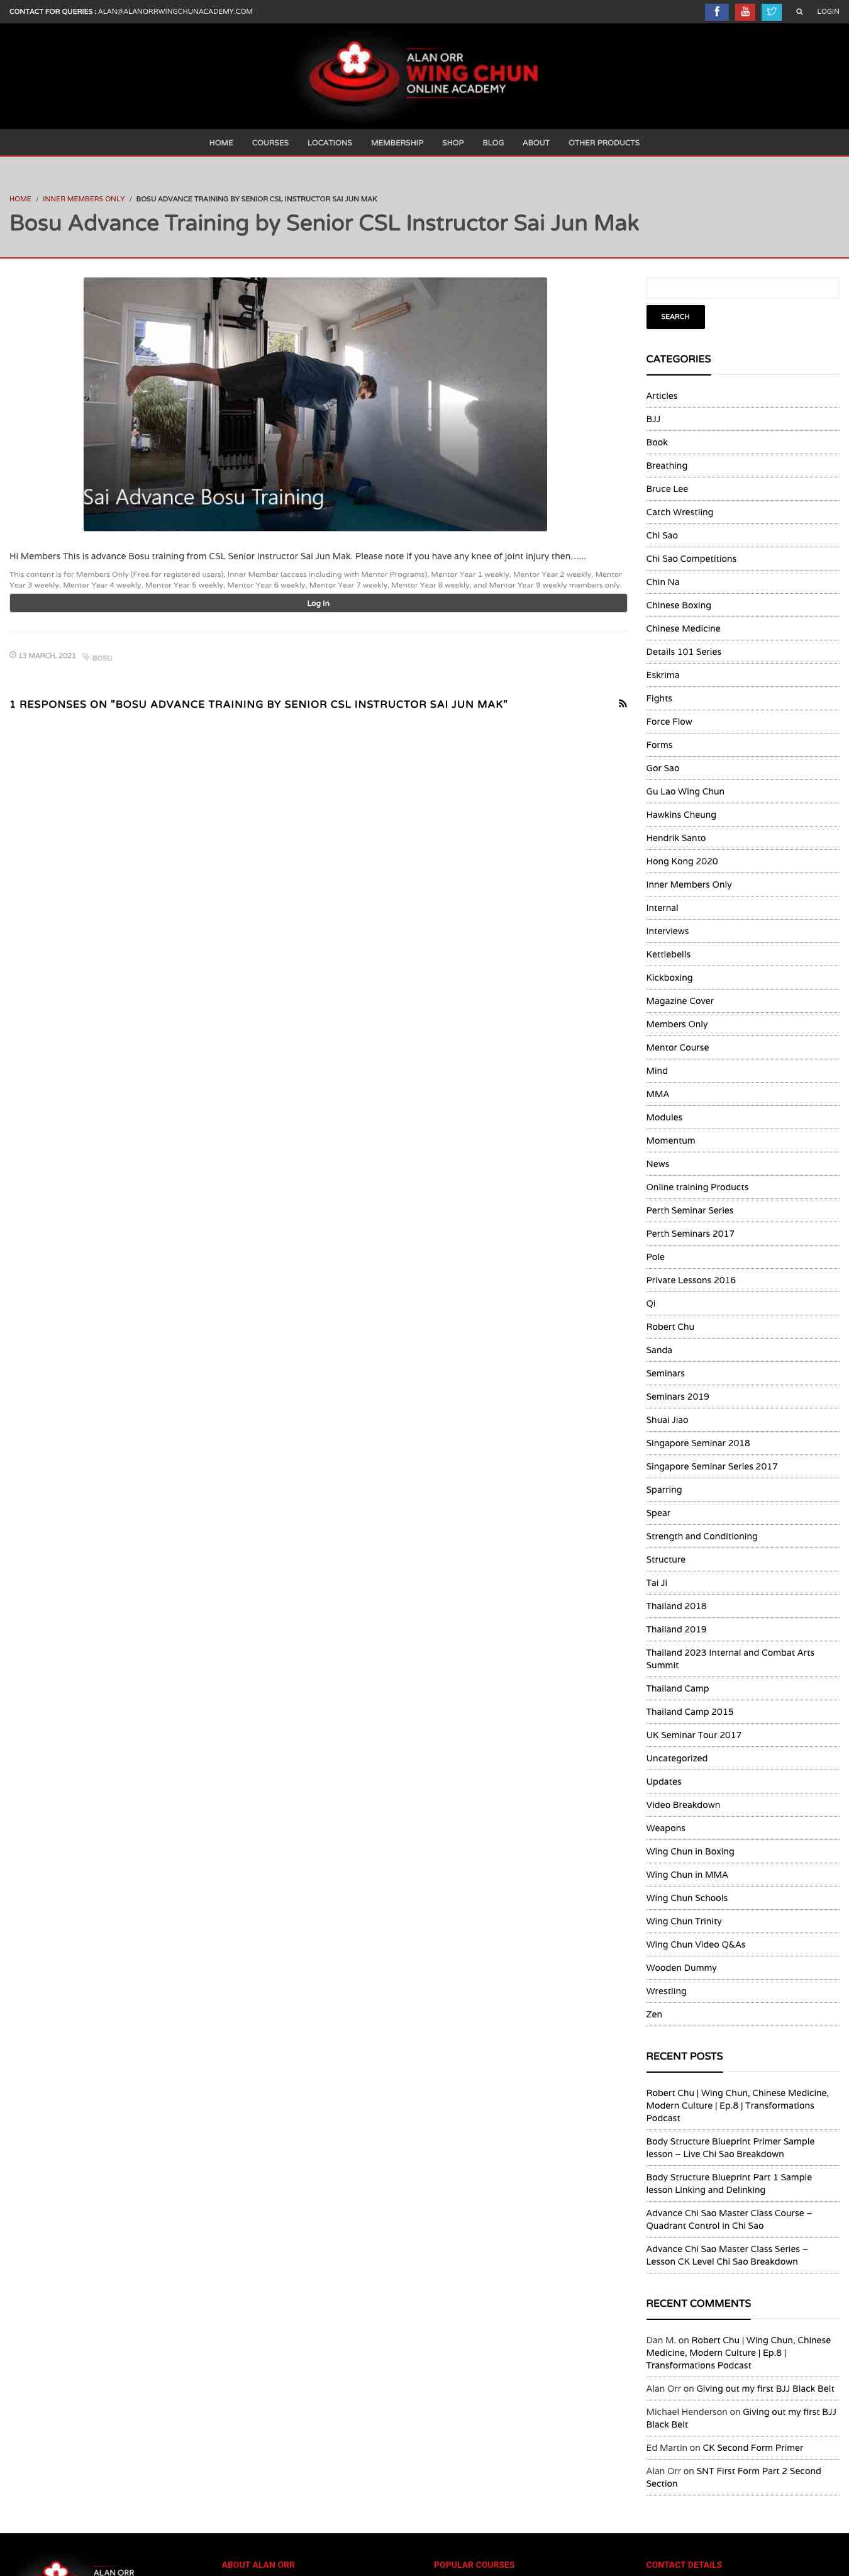 CONTACT FOR QUERIES : ALAN@ALANORRWINGCHUNACADEMY.COM
LOGIN
ALAN ORR
WING CHUN
ONLINE ACADEMY
HOME COURSES LOCATIONS MEMBERSHIP SHOP BLOG ABOUT OTHER PRODUCTS
HOME / INNER MEMBERS ONLY / BOSU ADVANCE TRAINING BY SENIOR CSL INSTRUCTOR SAI JUN MAK
Bosu Advance Training by Senior CSL Instructor Sai Jun Mak
Sai Advance Bosu Training
Hi Members This is advance Bosu training from CSL Senior Instructor Sai Jun Mak. Please note if you have any knee of joint injury then…...
This content is for Members Only (Free for registered users), Inner Member (access including with Mentor Programs), Mentor Year 1 weekly, Mentor Year 2 weekly, Mentor
Year 3 weekly, Mentor Year 4 weekly, Mentor Year 5 weekly, Mentor Year 6 weekly, Mentor Year 7 weekly, Mentor Year 8 weekly, and Mentor Year 9 weekly members only.
Log In
13 MARCH, 2021 BOSU
1 RESPONSES ON "BOSU ADVANCE TRAINING BY SENIOR CSL INSTRUCTOR SAI JUN MAK"
SEARCH
CATEGORIES
Articles
BJJ
Book
Breathing
Bruce Lee
Catch Wrestling
Chi Sao
Chi Sao Competitions
Chin Na
Chinese Boxing
Chinese Medicine
Details 101 Series
Eskrima
Fights
Force Flow
Forms
Gor Sao
Gu Lao Wing Chun
Hawkins Cheung
Hendrik Santo
Hong Kong 2020
Inner Members Only
Internal
Interviews
Kettlebells
Kickboxing
Magazine Cover
Members Only
Mentor Course
Mind
MMA
Modules
Momentum
News
Online training Products
Perth Seminar Series
Perth Seminars 2017
Pole
Private Lessons 2016
Qi
Robert Chu
Sanda
Seminars
Seminars 2019
Shuai Jiao
Singapore Seminar 2018
Singapore Seminar Series 2017
Sparring
Spear
Strength and Conditioning
Structure
Tai Ji
Thailand 2018
Thailand 2019
Thailand 2023 Internal and Combat Arts
Summit
Thailand Camp
Thailand Camp 2015
UK Seminar Tour 2017
Uncategorized
Updates
Video Breakdown
Weapons
Wing Chun in Boxing
Wing Chun in MMA
Wing Chun Schools
Wing Chun Trinity
Wing Chun Video Q&As
Wooden Dummy
Wrestling
Zen
RECENT POSTS
Robert Chu | Wing Chun, Chinese Medicine,
Modern Culture | Ep.8 | Transformations
Podcast
Body Structure Blueprint Primer Sample
lesson – Live Chi Sao Breakdown
Body Structure Blueprint Part 1 Sample
lesson Linking and Delinking
Advance Chi Sao Master Class Course –
Quadrant Control in Chi Sao
Advance Chi Sao Master Class Series –
Lesson CK Level Chi Sao Breakdown
RECENT COMMENTS
Dan M. on Robert Chu | Wing Chun, Chinese
Medicine, Modern Culture | Ep.8 |
Transformations Podcast
Alan Orr on Giving out my first BJJ Black Belt
Michael Henderson on Giving out my first BJJ
Black Belt
Ed Martin on CK Second Form Primer
Alan Orr on SNT First Form Part 2 Second
Section
ALAN ORR
ABOUT ALAN ORR
POPULAR COURSES
CONTACT DETAILS